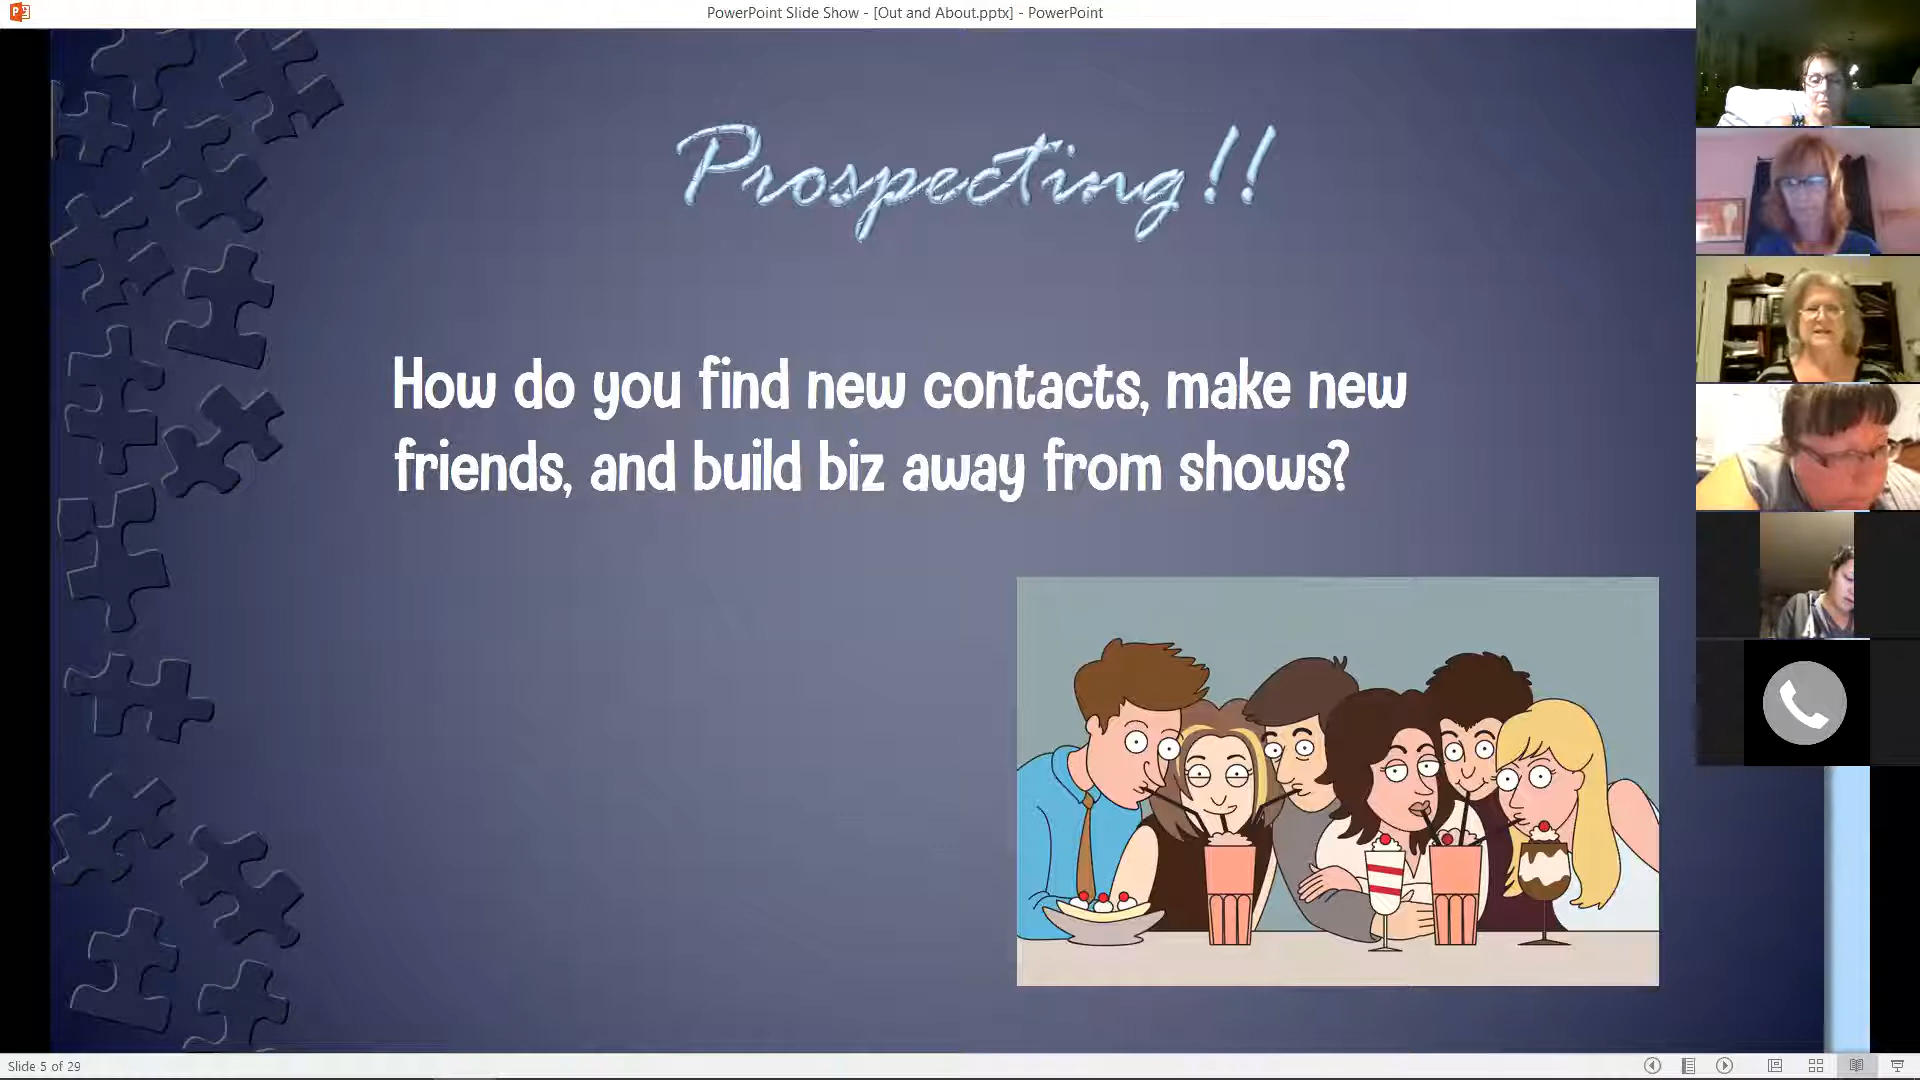 PowerPoint Slide Show - [Out and About.pptx] - PowerPoint
Prospecting!!
How do you find new contacts, make new
friends, and build biz away from shows?
Slide 5 of 29